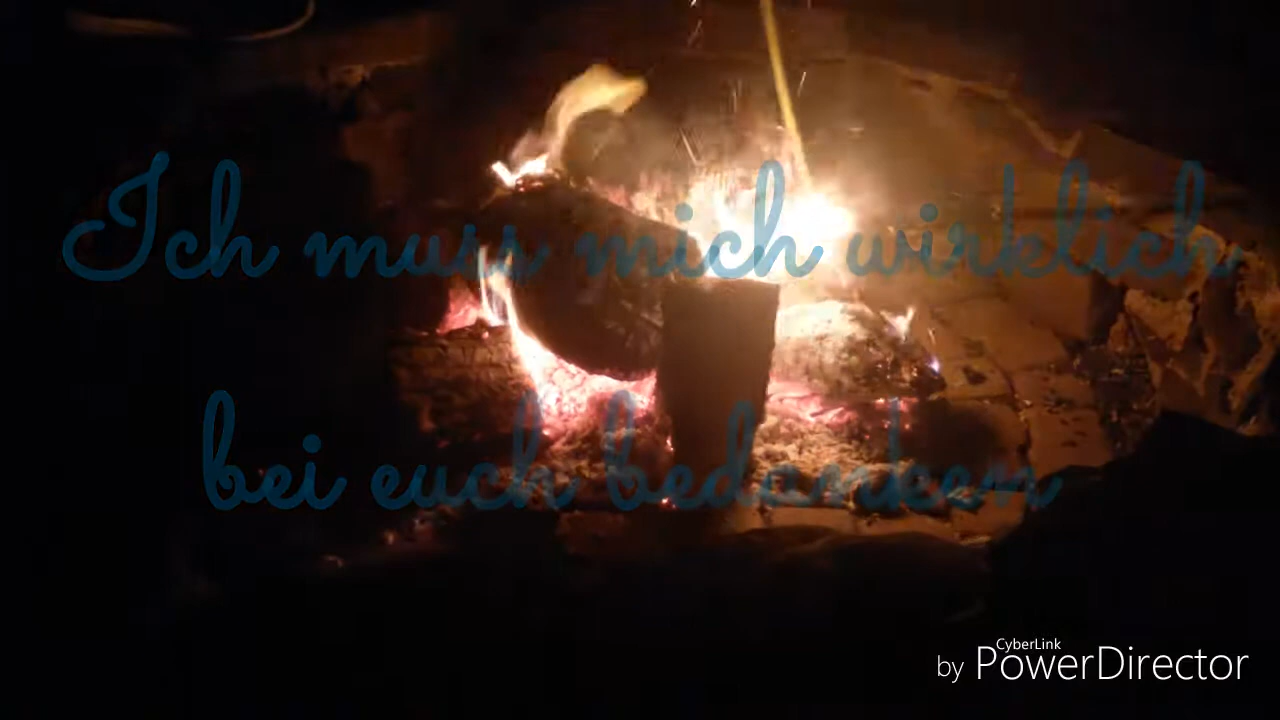 Ich muss mich wirklich
bei euch bedanken
by CyberLink PowerDirector